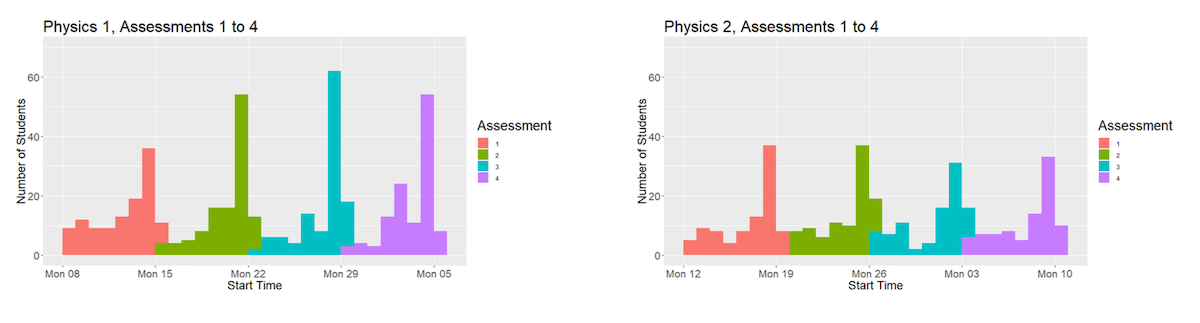 Physics 1, Assessments 1 to 4
Number of Students
60
40
20
0
Mon 08 Mon 15 Mon 22 Mon 29 Mon 05
Start Time
Assessment
1
2
3
4
Physics 2, Assessments 1 to 4
Number of Students
60
40
20
0
Mon 12 Mon 19 Mon 26 Mon 03 Mon 10
Start Time
Assessment
1
2
3
4